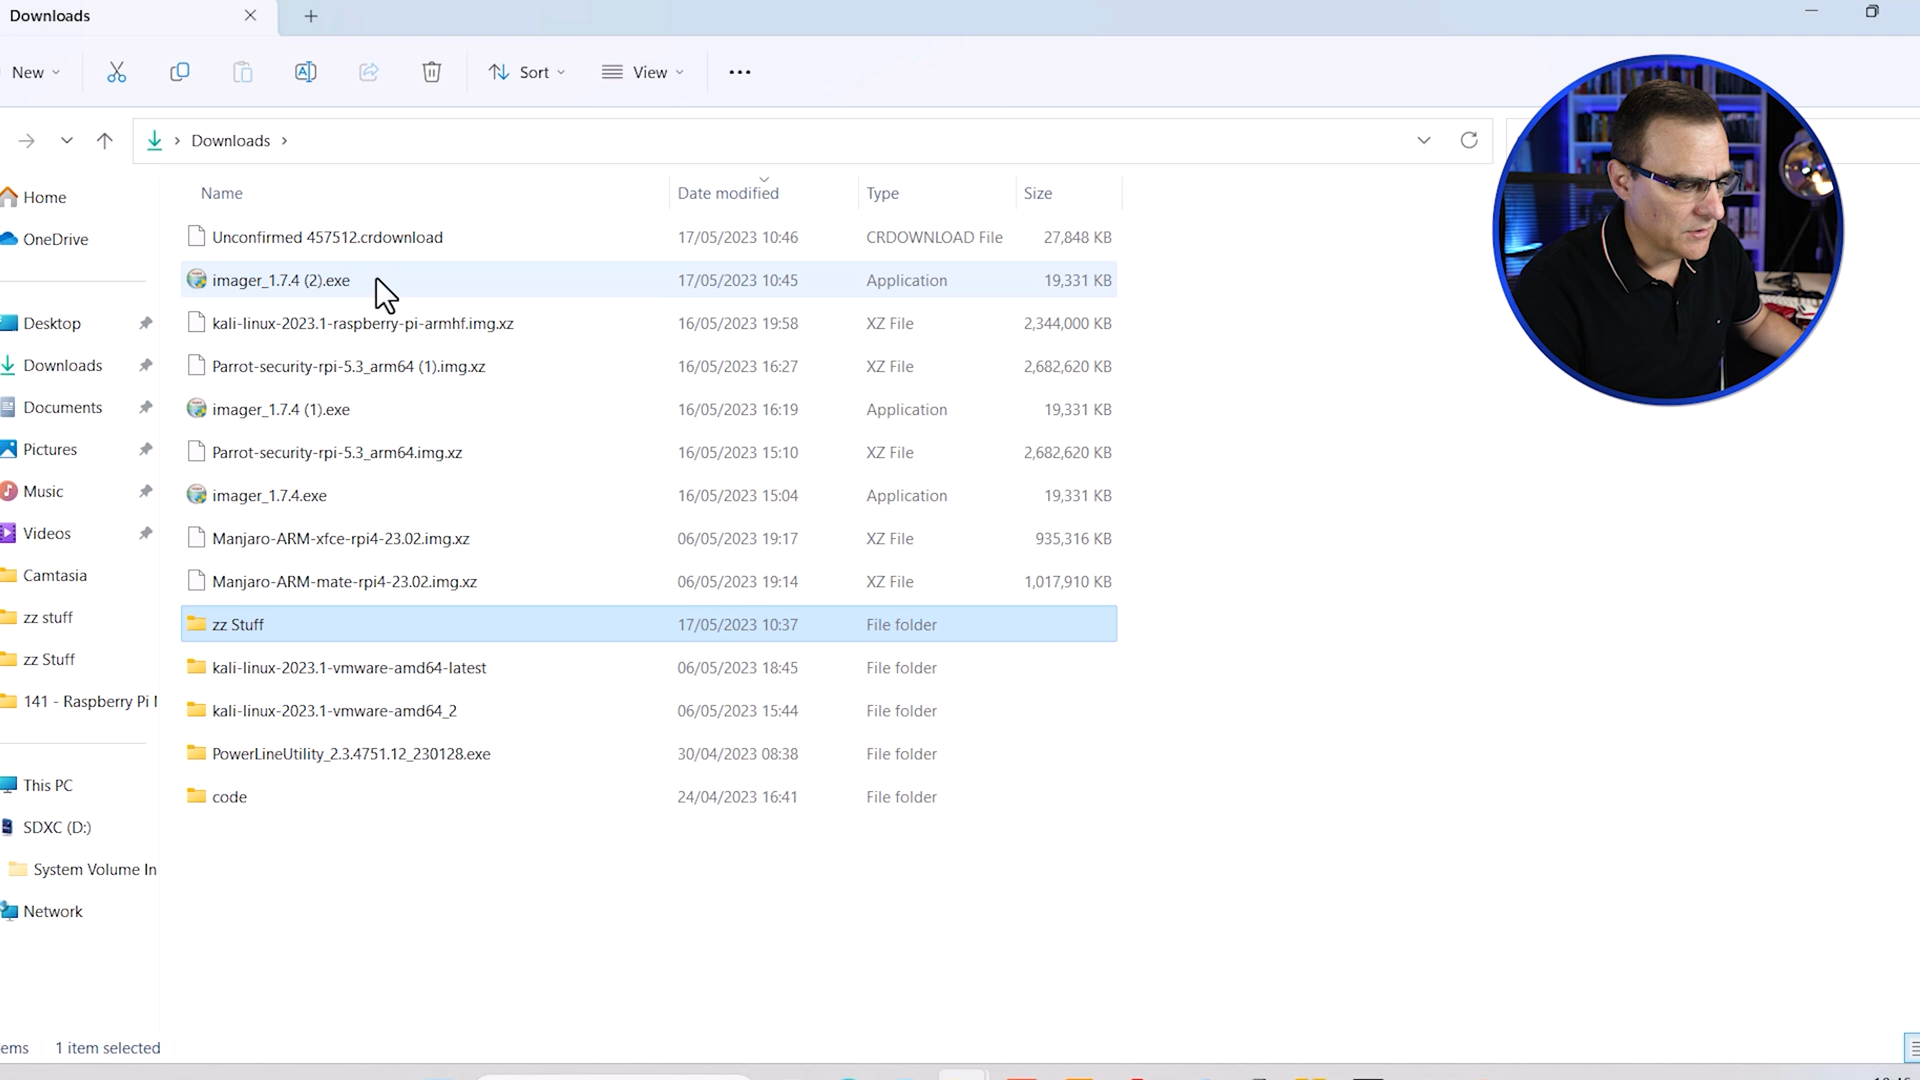 Downloads
New
Sort
View
Downloads
Home
OneDrive
Desktop
Downloads
Documents
Pictures
Music
Videos
Camtasia
zz stuff
zz Stuff
141 - Raspberry Pi
This PC
SDXC (D:)
System Volume In
Network
Name Date modified Type Size
Unconfirmed 457512.crdownload 17/05/2023 10:46 CRDOWNLOAD File 27,848 KB
imager_1.7.4 (2).exe 17/05/2023 10:45 Application 19,331 KB
kali-linux-2023.1-raspberry-pi-armhf.img.xz 16/05/2023 19:58 XZ File 2,344,000 KB
Parrot-security-rpi-5.3_arm64 (1).img.xz 16/05/2023 16:27 XZ File 2,682,620 KB
imager_1.7.4 (1).exe 16/05/2023 16:19 Application 19,331 KB
Parrot-security-rpi-5.3_arm64.img.xz 16/05/2023 15:10 XZ File 2,682,620 KB
imager_1.7.4.exe 16/05/2023 15:04 Application 19,331 KB
Manjaro-ARM-xfce-rpi4-23.02.img.xz 06/05/2023 19:17 XZ File 935,316 KB
Manjaro-ARM-mate-rpi4-23.02.img.xz 06/05/2023 19:14 XZ File 1,017,910 KB
zz Stuff 17/05/2023 10:37 File folder
kali-linux-2023.1-vmware-amd64-latest 06/05/2023 18:45 File folder
kali-linux-2023.1-vmware-amd64_2 06/05/2023 15:44 File folder
PowerLineUtility_2.3.4751.12_230128.exe 30/04/2023 08:38 File folder
code 24/04/2023 16:41 File folder
ems 1 item selected